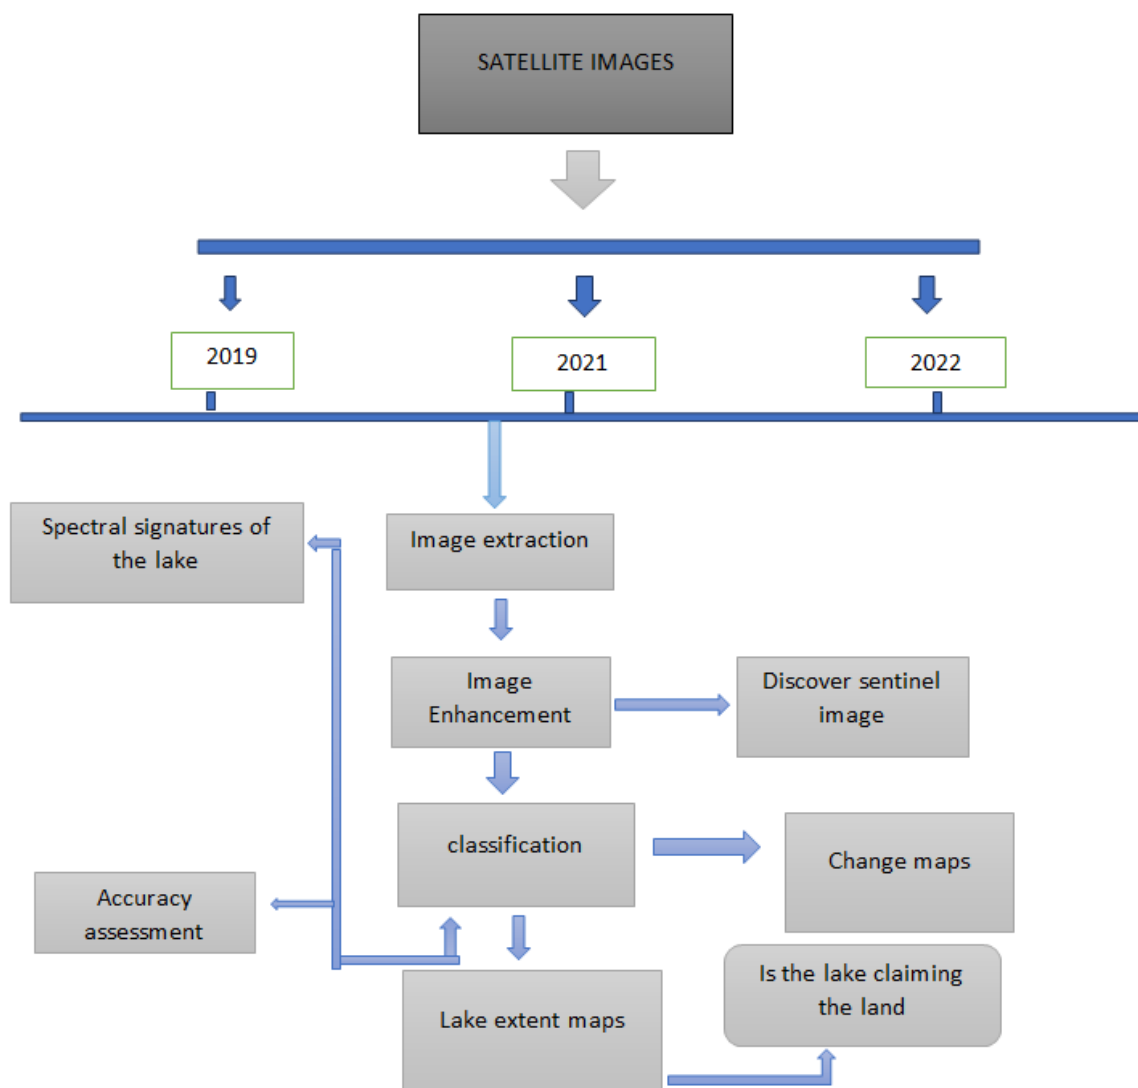 SATELLITE IMAGES
2019
2021
2022
Spectral signatures of
the lake
Image extraction
Image
Enhancement
Discover sentinel
image
classification
Change maps
Accuracy
assessment
Is the lake claiming
the land
Lake extent maps